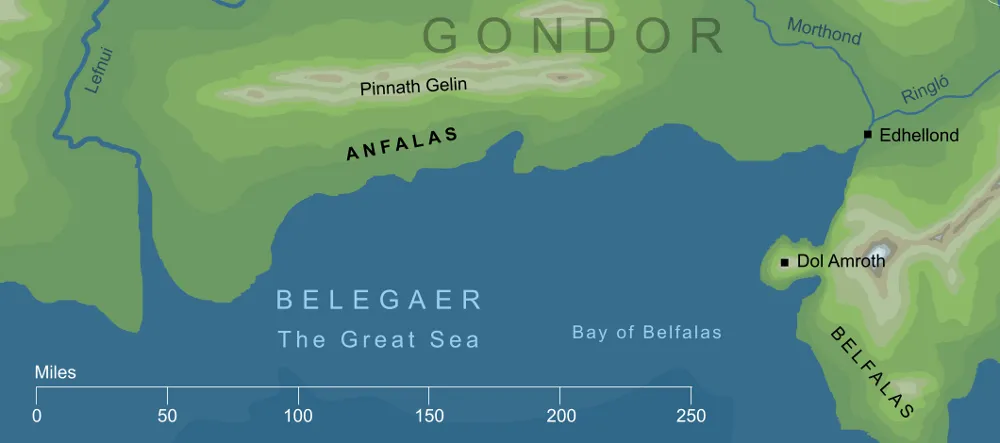 GONDOR
Morthond
Lefnui
Pinnath Gelin
Ringló
ANFALAS
Edhellond
Dol Amroth
BELEGAER
The Great Sea
Bay of Belfalas
BELFALAS
Miles
0 50 100 150 200 250